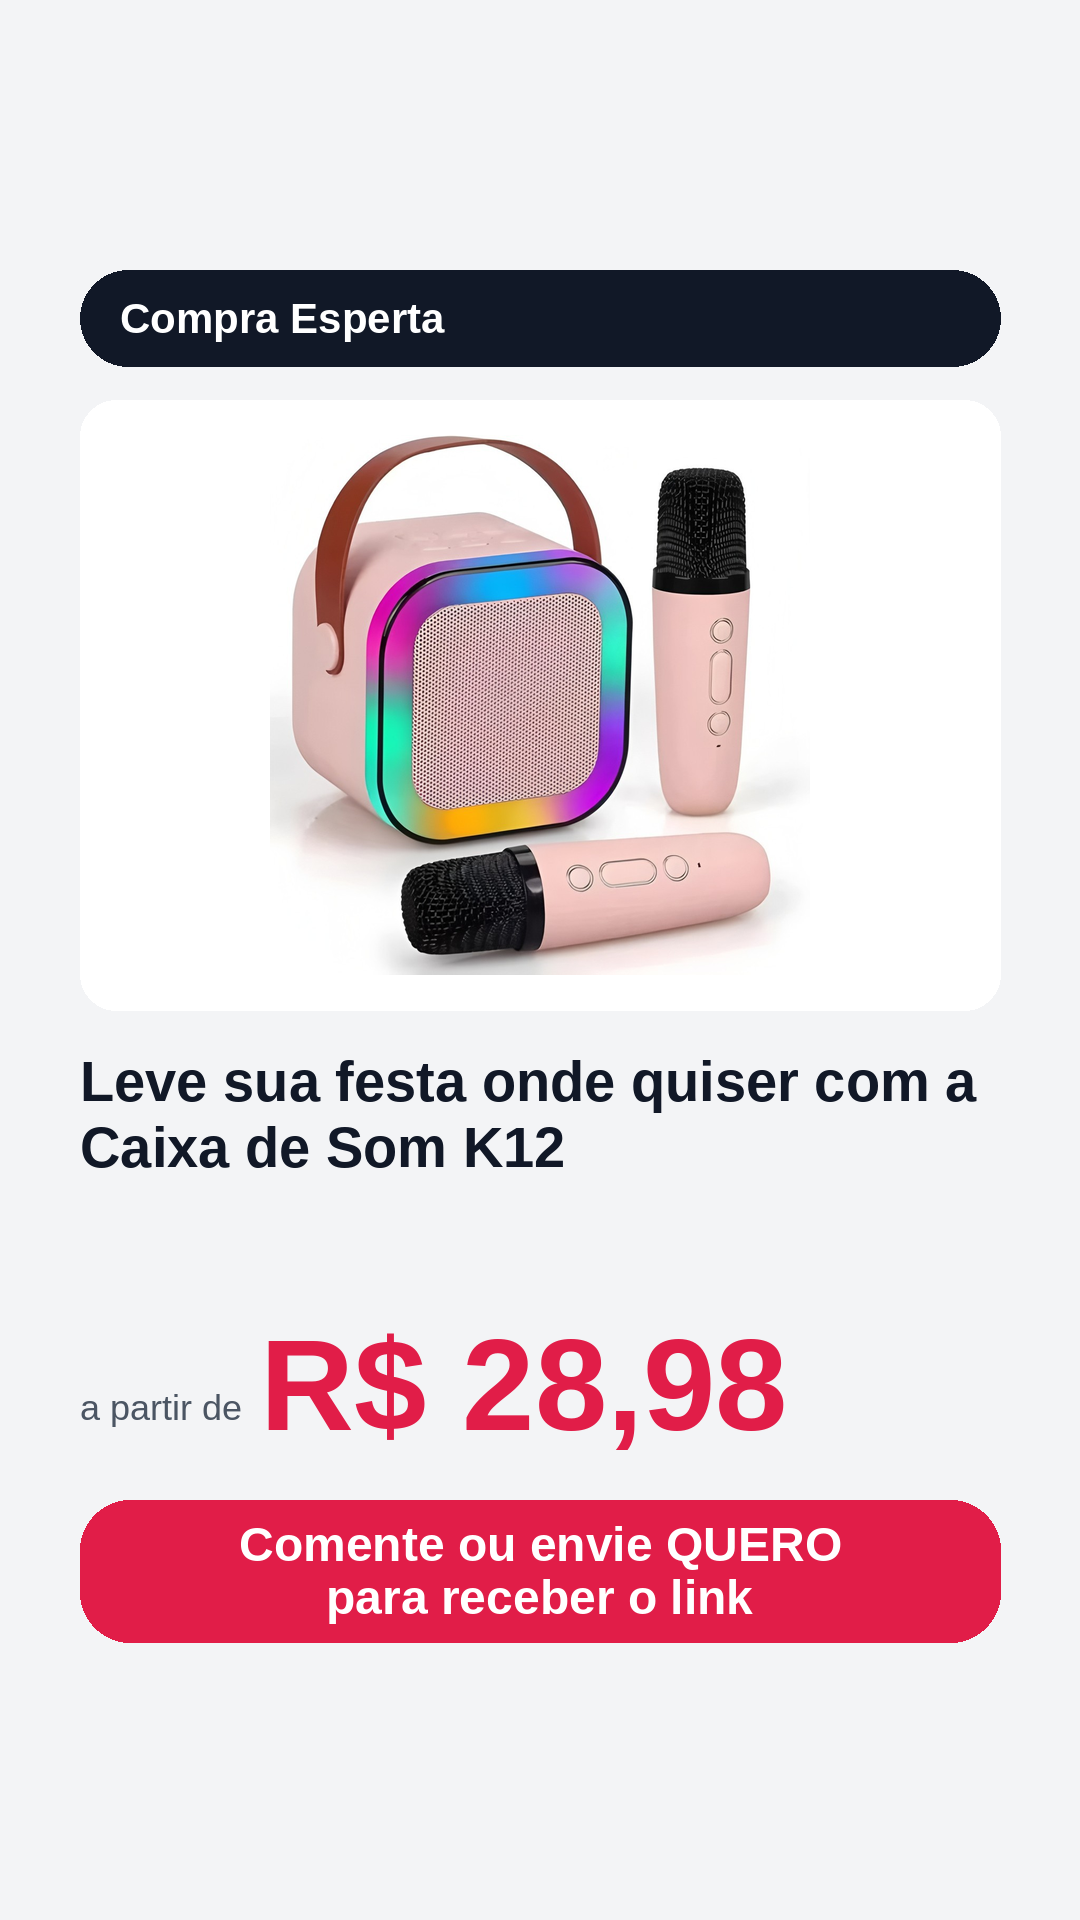 Compra Esperta
Leve sua festa onde quiser com a
Caixa de Som K12
a partir de R$ 28,98
Comente ou envie QUERO
para receber o link